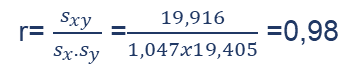 r= sxy / sx.sy = 19,916 / 1,047x19,405 =0,98